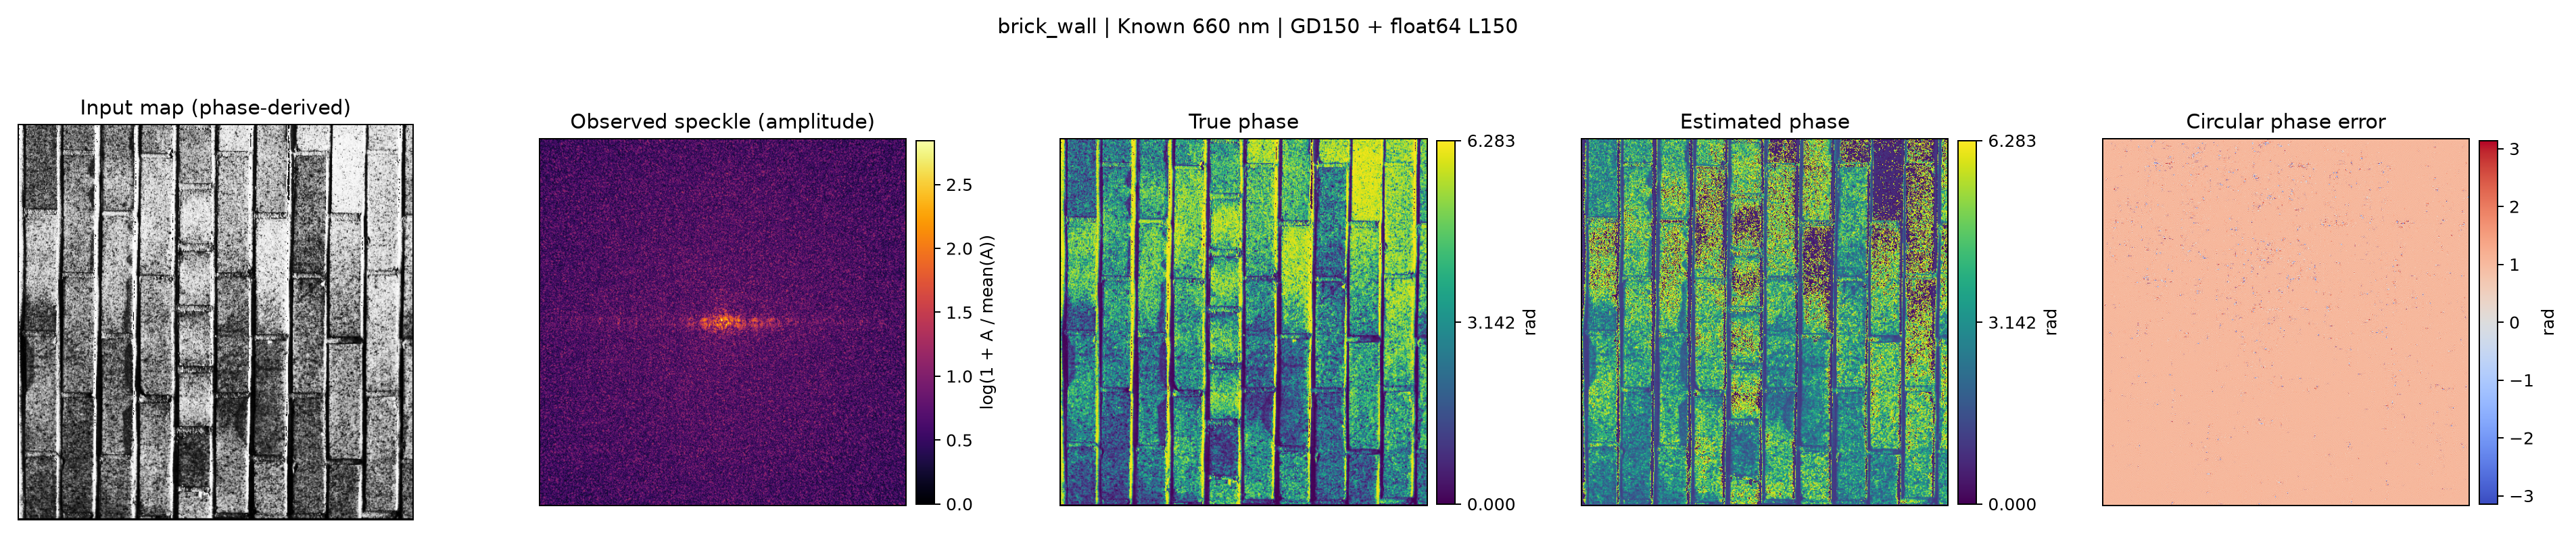 brick_wall | Known 660 nm | GD150 + float64 L150
Input map (phase-derived)
Observed speckle (amplitude)
2.5
2.0
1.5
1.0
0.5
0.0
log(1 + A / mean(A))
True phase
6.283
3.142
0.000
rad
Estimated phase
6.283
3.142
0.000
rad
Circular phase error
3
2
1
0
−1
−2
−3
rad